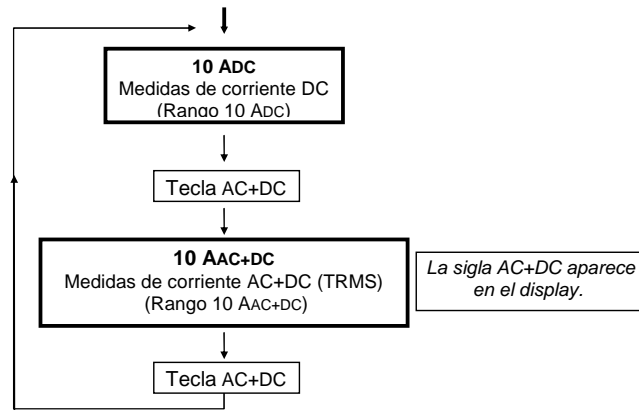 10 ADC
Medidas de corriente DC
(Rango 10 ADC)
Tecla AC+DC
10 AAC+DC
Medidas de corriente AC+DC (TRMS)
(Rango 10 AAC+DC)
La sigla AC+DC aparece
en el display.
Tecla AC+DC